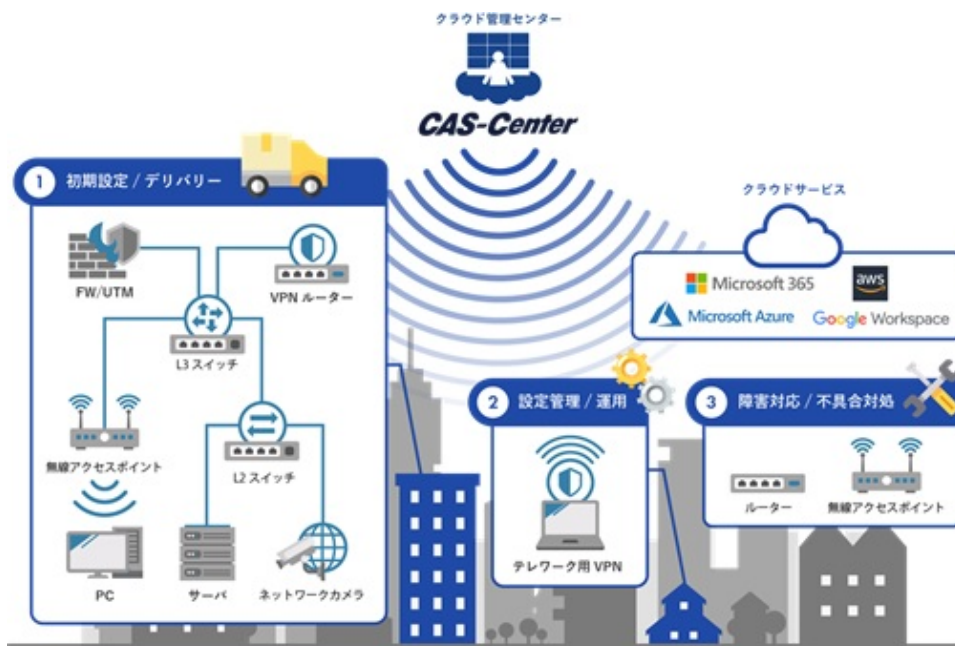 クラウド管理センター
CAS-Center
1 初期設定 / デリバリー
FW/UTM
VPN ルーター
L3 スイッチ
無線アクセスポイント
L2 スイッチ
PC
サーバ
ネットワークカメラ
クラウドサービス
Microsoft 365
aws
Microsoft Azure
Google Workspace
2 設定管理 / 運用
テレワーク用 VPN
3 障害対応 / 不具合対処
ルーター
無線アクセスポイント